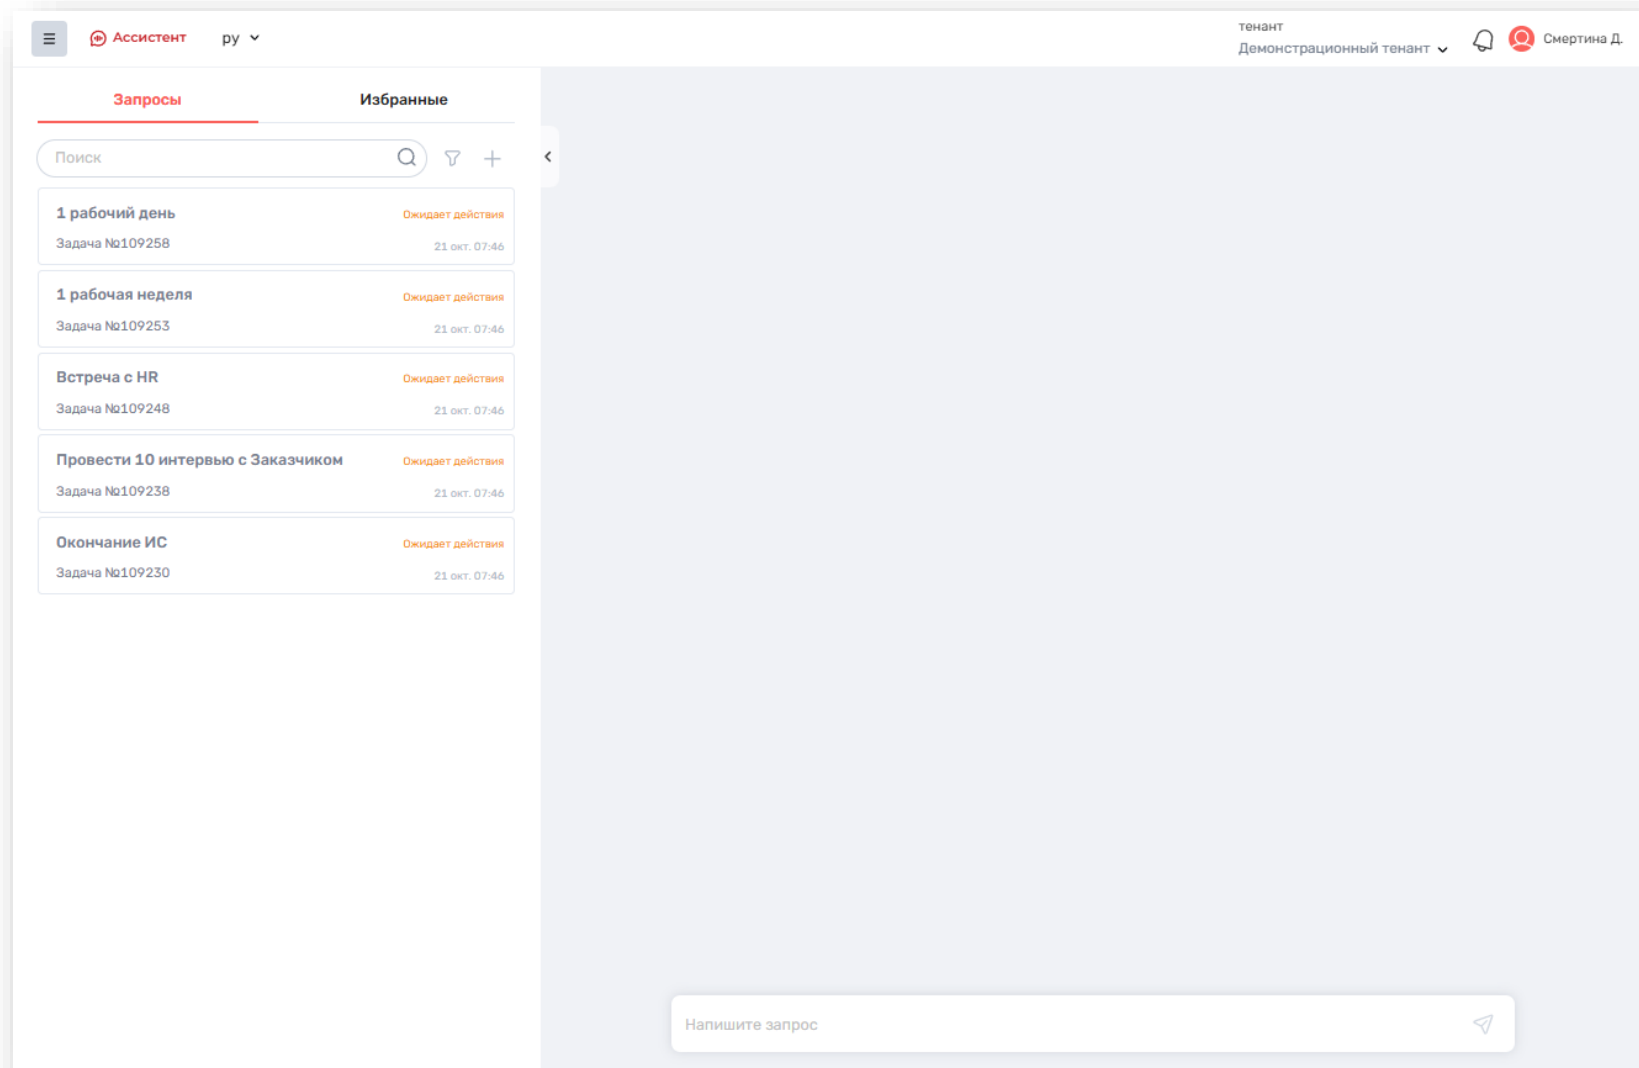 Ассистент
ру
тенант
Демонстрационный тенант
Смертина Д.
Запросы
Избранные
Поиск
1 рабочий день
Ожидает действия
Задача №109258
21 окт. 07:46
1 рабочая неделя
Ожидает действия
Задача №109253
21 окт. 07:46
Встреча с HR
Ожидает действия
Задача №109248
21 окт. 07:46
Провести 10 интервью с Заказчиком
Ожидает действия
Задача №109238
21 окт. 07:46
Окончание ИС
Ожидает действия
Задача №109230
21 окт. 07:46
Напишите запрос